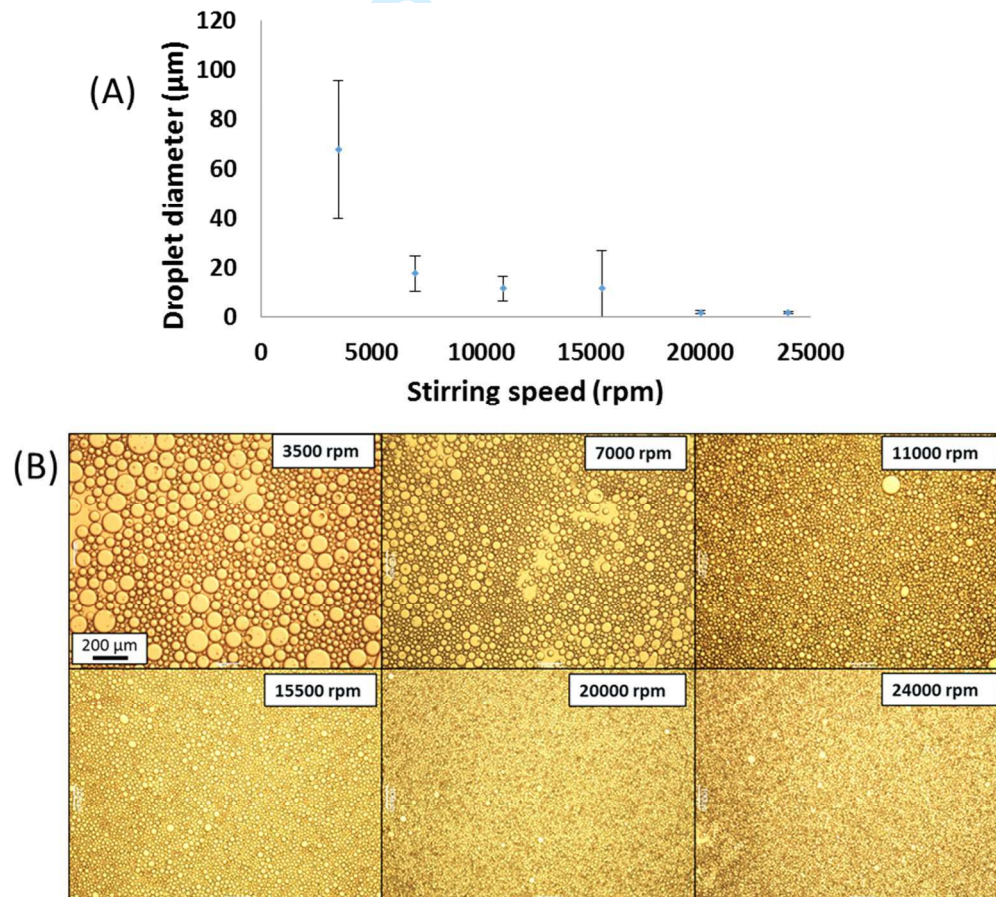 (A)
Droplet diameter (µm)
120
100
80
60
40
20
0
0 5000 10000 15000 20000 25000
Stirring speed (rpm)
(B)
3500 rpm 7000 rpm 11000 rpm
200 µm
15500 rpm 20000 rpm 24000 rpm